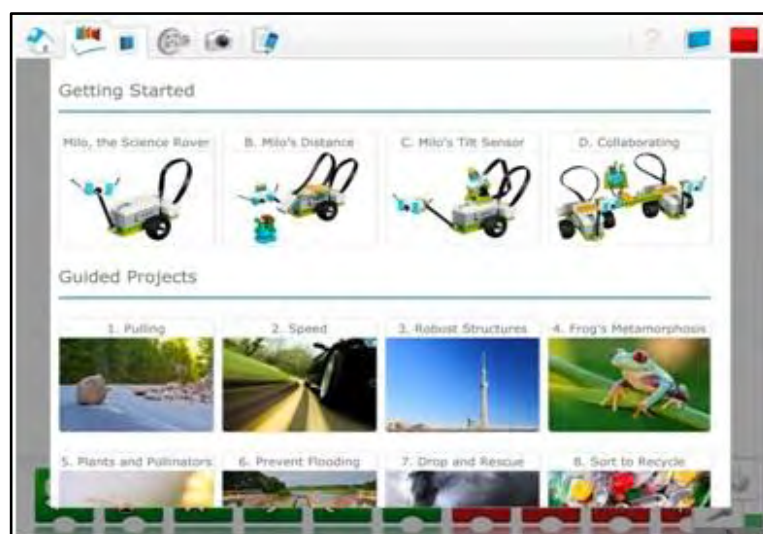 Getting Started
Milo, the Science Rover
B. Milo's Distance
C. Milo's Tilt Sensor
D. Collaborating
Guided Projects
1. Pulling
2. Speed
3. Robust Structures
4. Frog's Metamorphosis
5. Plants and Pollinators
6. Prevent Flooding
7. Drop and Rescue
8. Sort to Recycle